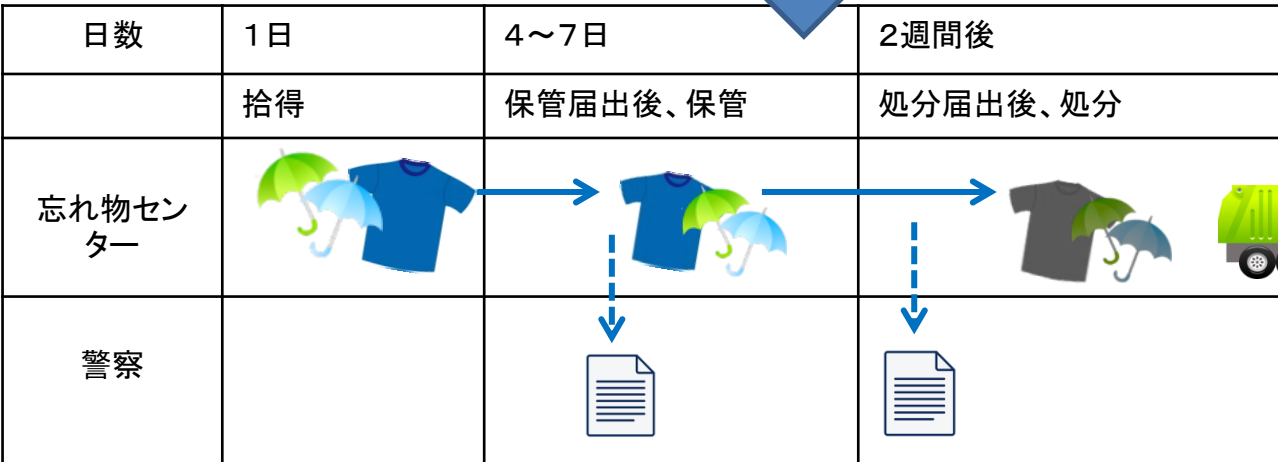 日数
1日
4～7日
2週間後
拾得
保管届出後、保管
処分届出後、処分
忘れ物セン
ター
警察